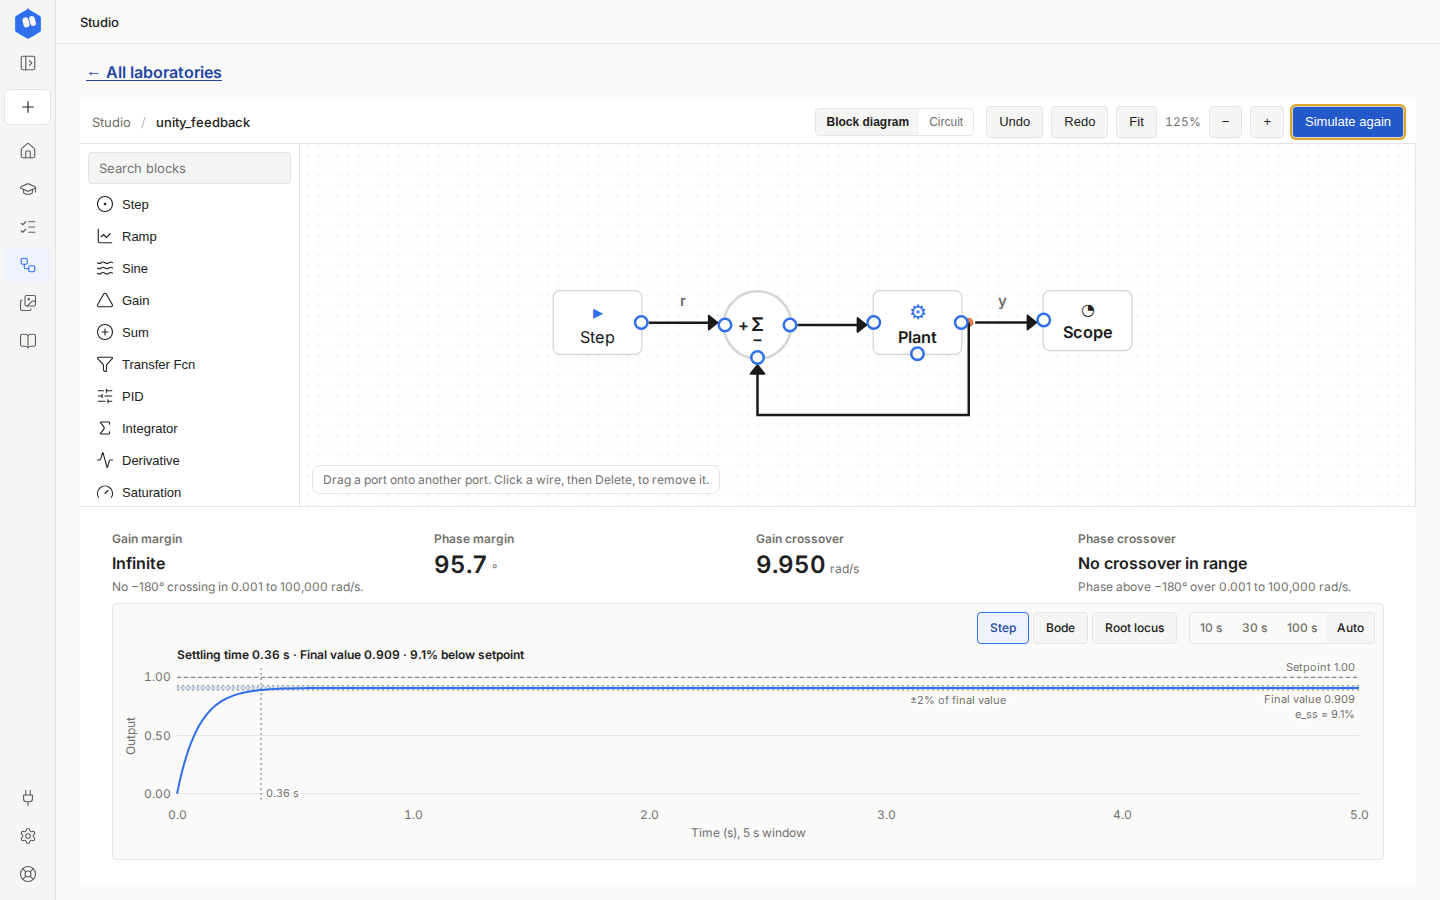 Studio
← All laboratories
Studio / unity_feedback
Block diagram Circuit Undo Redo Fit 125% − + Simulate again
Search blocks
Step
Ramp
Sine
Gain
Sum
Transfer Fcn
PID
Integrator
Derivative
Saturation
r
y
Step
+ Σ
−
Plant
Scope
Drag a port onto another port. Click a wire, then Delete, to remove it.
Gain margin
Infinite
No −180° crossing in 0.001 to 100,000 rad/s.
Phase margin
95.7 °
Gain crossover
9.950 rad/s
Phase crossover
No crossover in range
Phase above −180° over 0.001 to 100,000 rad/s.
Step Bode Root locus 10 s 30 s 100 s Auto
Settling time 0.36 s · Final value 0.909 · 9.1% below setpoint
Setpoint 1.00
1.00
±2% of final value
Final value 0.909
e_ss = 9.1%
Output
0.50
0.00
0.36 s
0.0 1.0 2.0 3.0 4.0 5.0
Time (s), 5 s window